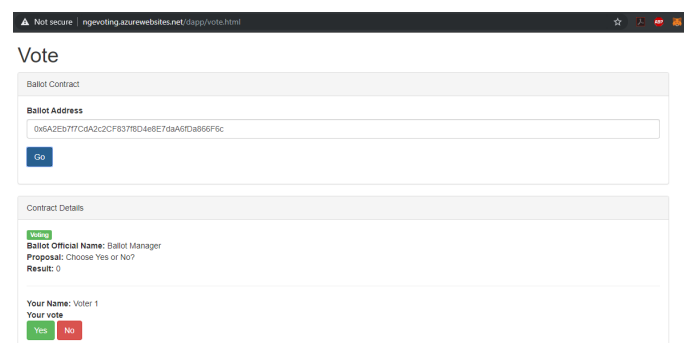 Not secure | ngevoting.azurewebsites.net/dapp/vote.html
Vote
Ballot Contract
Ballot Address
0x6A2Eb7f7CdA2c2CF837f8D4e8E7daA6fDa866F6c
Go
Contract Details
Voting
Ballot Official Name: Ballot Manager
Proposal: Choose Yes or No?
Result: 0
Your Name: Voter 1
Your vote
Yes No